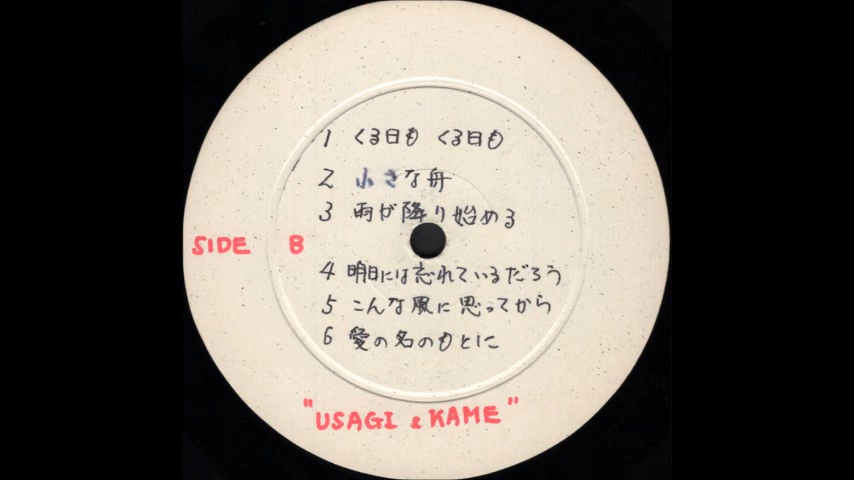 1 くる日も くる日も
2 小さな舟
3 雨が降り始める
SIDE B
4 明日には忘れているだろう
5 こんな風に思ってから
6 愛の名のもとに
"USAGI & KAME"